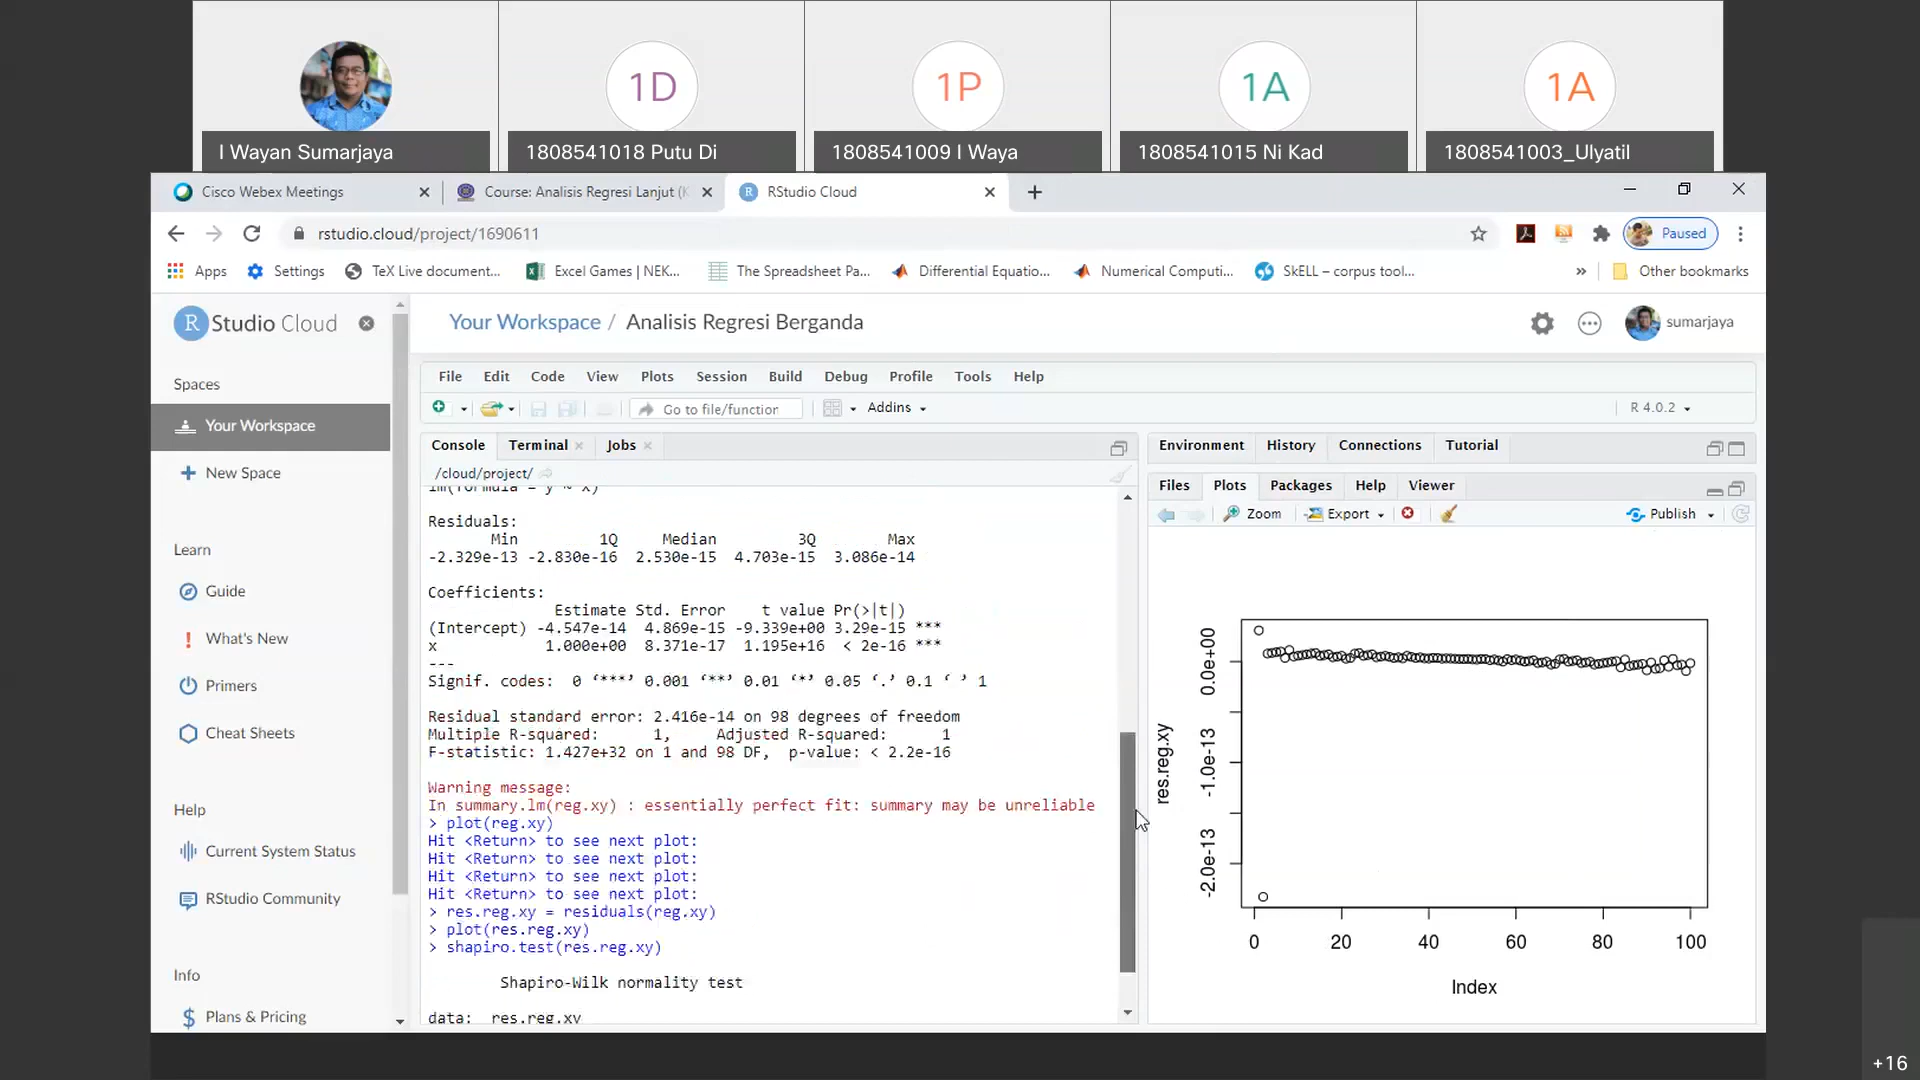 1D
1P
1A
1A
I Wayan Sumarjaya
1808541018 Putu Di
1808541009 I Waya
1808541015 Ni Kad
1808541003_Ulyatil
Cisco Webex Meetings
Course: Analisis Regresi Lanjut (K
RStudio Cloud
rstudio.cloud/project/1690611
Paused
Apps
Settings
TeX Live document...
Excel Games | NEK...
The Spreadsheet Pa...
Differential Equatio...
Numerical Computi...
SkELL – corpus tool...
»
Other bookmarks
R Studio Cloud
Your Workspace / Analisis Regresi Berganda
sumarjaya
Spaces
Your Workspace
New Space
Learn
Guide
What's New
Primers
Cheat Sheets
Help
Current System Status
RStudio Community
Info
Plans & Pricing
File Edit Code View Plots Session Build Debug Profile Tools Help
Go to file/function
Addins
R 4.0.2
Console Terminal Jobs
/cloud/project/
lm(formula = y ~ x)
Residuals:
Min 1Q Median 3Q Max
-2.329e-13 -2.830e-16 2.530e-15 4.703e-15 3.086e-14
Coefficients:
Estimate Std. Error t value Pr(>|t|)
(Intercept) -4.547e-14 4.869e-15 -9.339e+00 3.29e-15 ***
x 1.000e+00 8.371e-17 1.195e+16 < 2e-16 ***
---
Signif. codes: 0 ‘***’ 0.001 ‘**’ 0.01 ‘*’ 0.05 ‘.’ 0.1 ‘ ’ 1
Residual standard error: 2.416e-14 on 98 degrees of freedom
Multiple R-squared: 1, Adjusted R-squared: 1
F-statistic: 1.427e+32 on 1 and 98 DF, p-value: < 2.2e-16
Warning message:
In summary.lm(reg.xy) : essentially perfect fit: summary may be unreliable
> plot(reg.xy)
Hit <Return> to see next plot:
Hit <Return> to see next plot:
Hit <Return> to see next plot:
Hit <Return> to see next plot:
> res.reg.xy = residuals(reg.xy)
> plot(res.reg.xy)
> shapiro.test(res.reg.xy)
Shapiro-Wilk normality test
data: res.reg.xy
Environment History Connections Tutorial
Files Plots Packages Help Viewer
Zoom Export Publish
res.reg.xy
0.0e+00
-1.0e-13
-2.0e-13
0 20 40 60 80 100
Index
+16